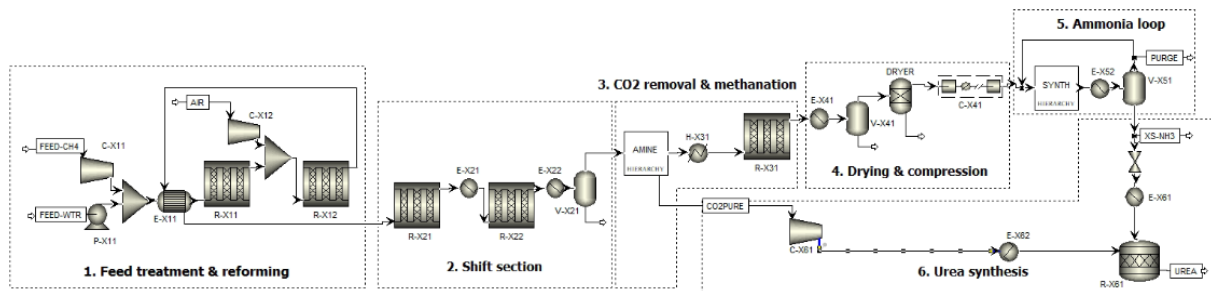 5. Ammonia loop
PURGE
E-X52
SYNTH
HIERARCHY
V-X51
3. CO2 removal & methanation
DRYER
E-X41
C-X41
V-X41
4. Drying & compression
XS-NH3
E-X61
AIR
C-X12
FEED-CH4
C-X11
R-X11
R-X12
E-X11
FEED-WTR
P-X11
1. Feed treatment & reforming
E-X21
E-X22
R-X21
R-X22
V-X21
2. Shift section
AMINE
HIERARCHY
H-X31
R-X31
CO2PURE
C-X61
E-X62
6. Urea synthesis
R-X61
UREA